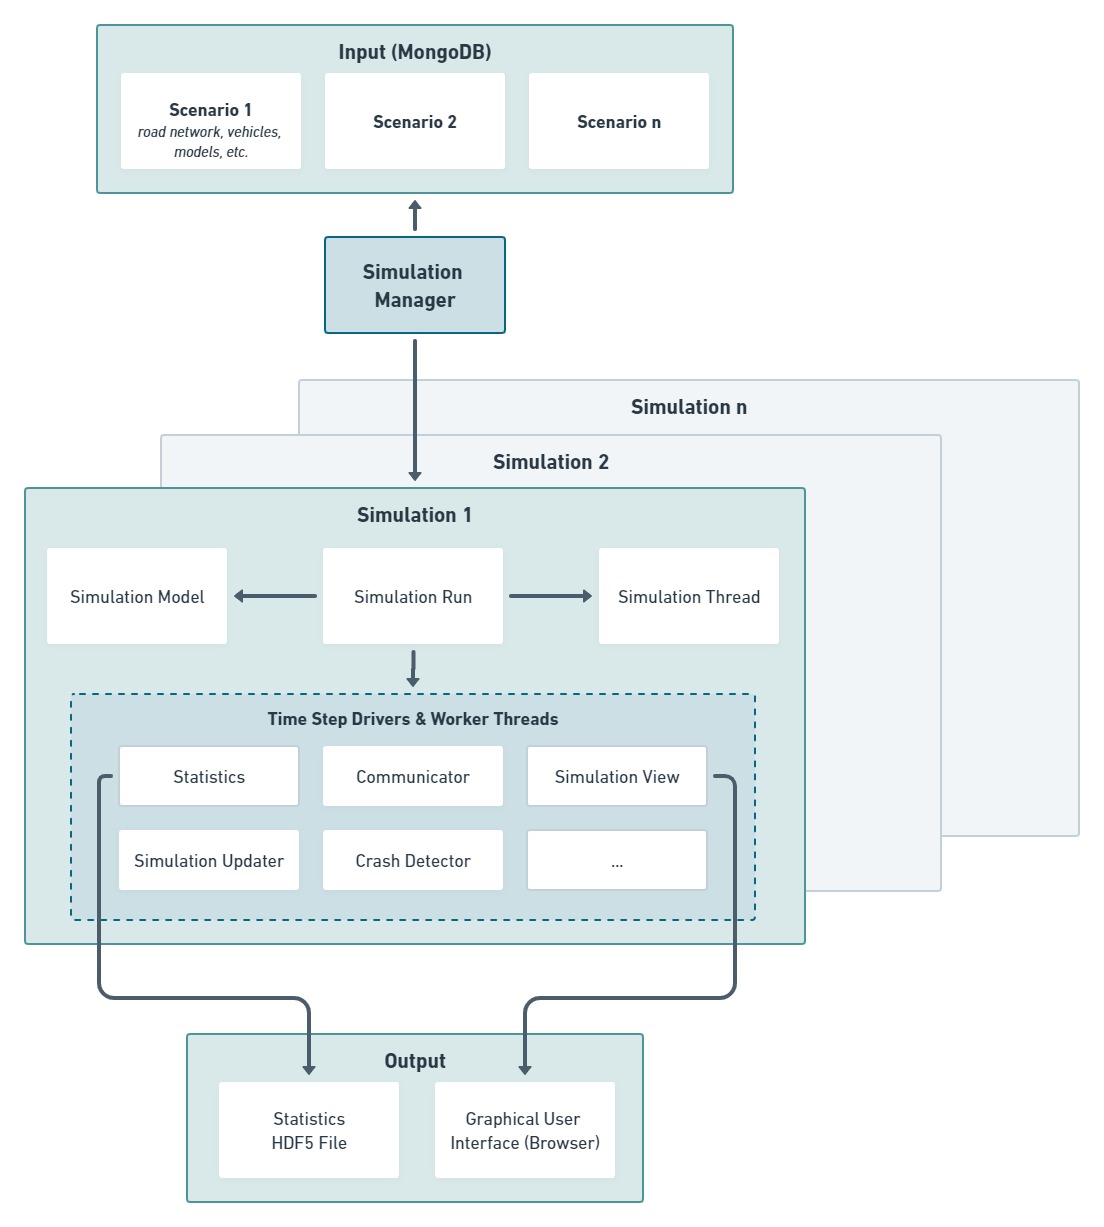 Input (MongoDB)
Scenario 1
road network, vehicles,
models, etc.
Scenario 2
Scenario n
Simulation
Manager
Simulation n
Simulation 2
Simulation 1
Simulation Model
Simulation Run
Simulation Thread
Time Step Drivers & Worker Threads
Statistics
Communicator
Simulation View
Simulation Updater
Crash Detector
...
Output
Statistics
HDF5 File
Graphical User
Interface (Browser)